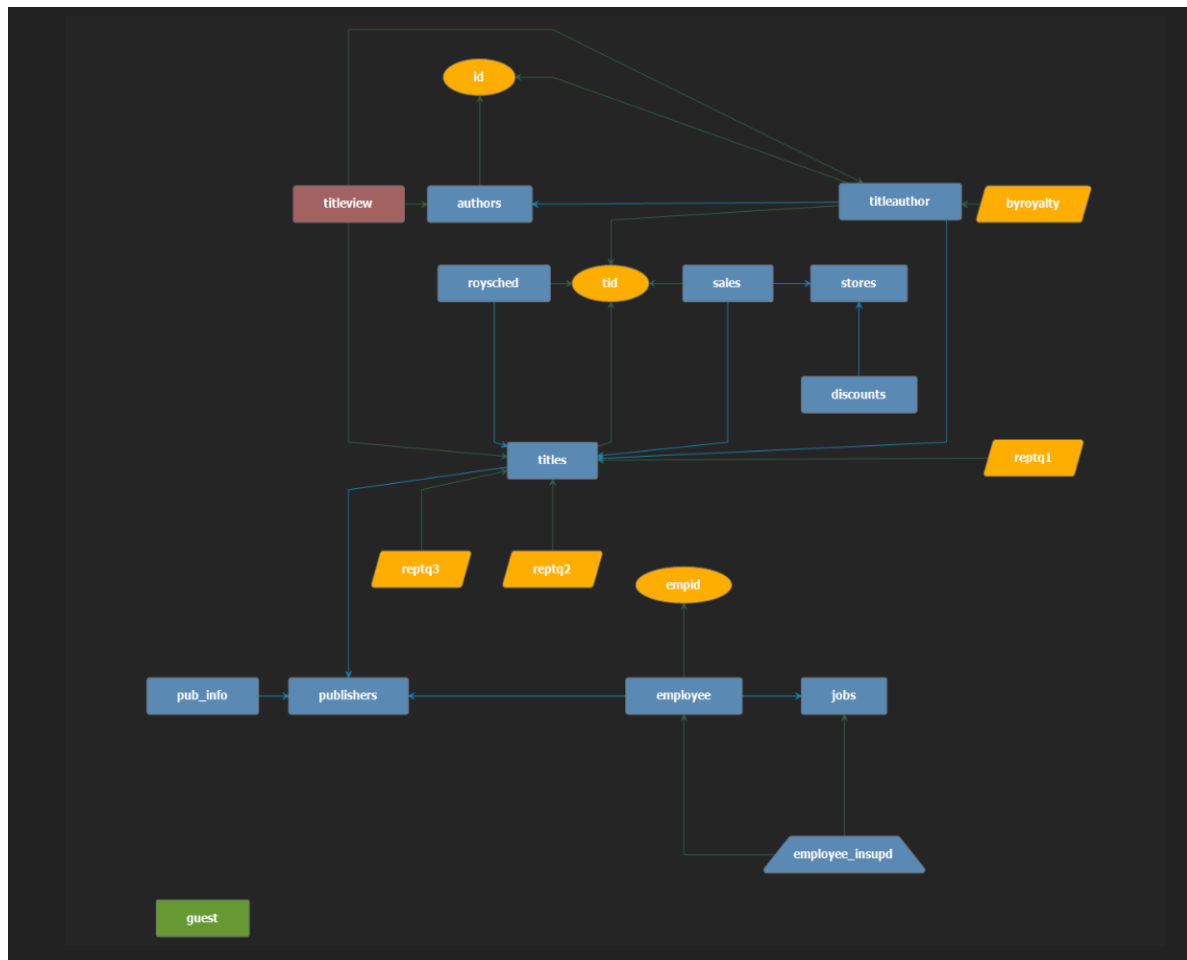 id
titleview
authors
titleauthor
byroyalty
roysched
tid
sales
stores
discounts
titles
reptq1
reptq3
reptq2
empid
pub_info
publishers
employee
jobs
employee_insupd
guest